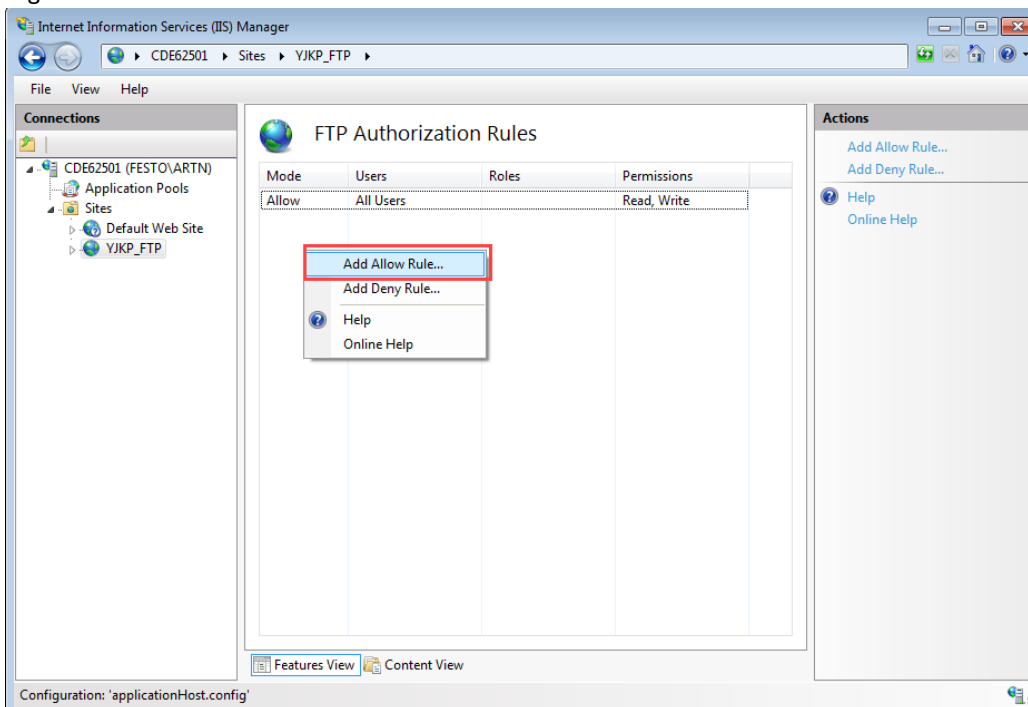 Internet Information Services (IIS) Manager
CDE62501 Sites YJKP_FTP
File View Help
Connections
CDE62501 (FESTO\ARTN)
Application Pools
Sites
Default Web Site
YJKP_FTP
FTP Authorization Rules
Mode Users Roles Permissions
Allow All Users Read, Write
Add Allow Rule...
Add Deny Rule...
Help
Online Help
Features View Content View
Actions
Add Allow Rule...
Add Deny Rule...
Help
Online Help
Configuration: 'applicationHost.config'